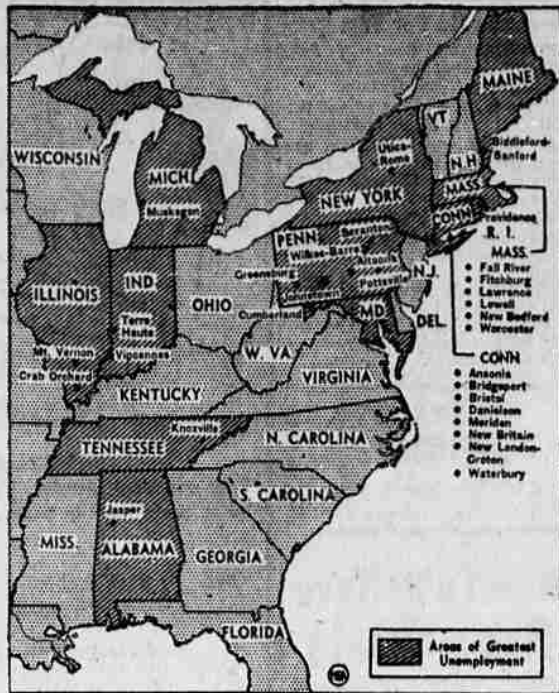 MAINE
WISCONSIN
VT.
Utica-
Rome
Biddleford-
Sanford
N.H.
MICH.
Muskegon
NEW YORK
MASS.
CONN.
Providence
R. I.
PENN
Scranton
Wilkes-Barre
Altoona
Greensburg
Pottsville
Johnstown
N.J.
Cumberland
MD
DEL.
MASS.
Fall River
Fitchburg
Lawrence
Lowell
New Bedford
Worcester
CONN
Ansonia
Bridgeport
Bristol
Danielson
Meriden
New Britain
New London-
Groton
Waterbury
ILLINOIS
IND
OHIO
Terre
Haute
Mt. Vernon
Vincennes
Crab Orchard
W. VA.
VIRGINIA
KENTUCKY
Knoxville
TENNESSEE
N. CAROLINA
S. CAROLINA
Jasper
MISS.
ALABAMA
GEORGIA
FLORIDA
Areas of Greatest
Unemployment
NEA